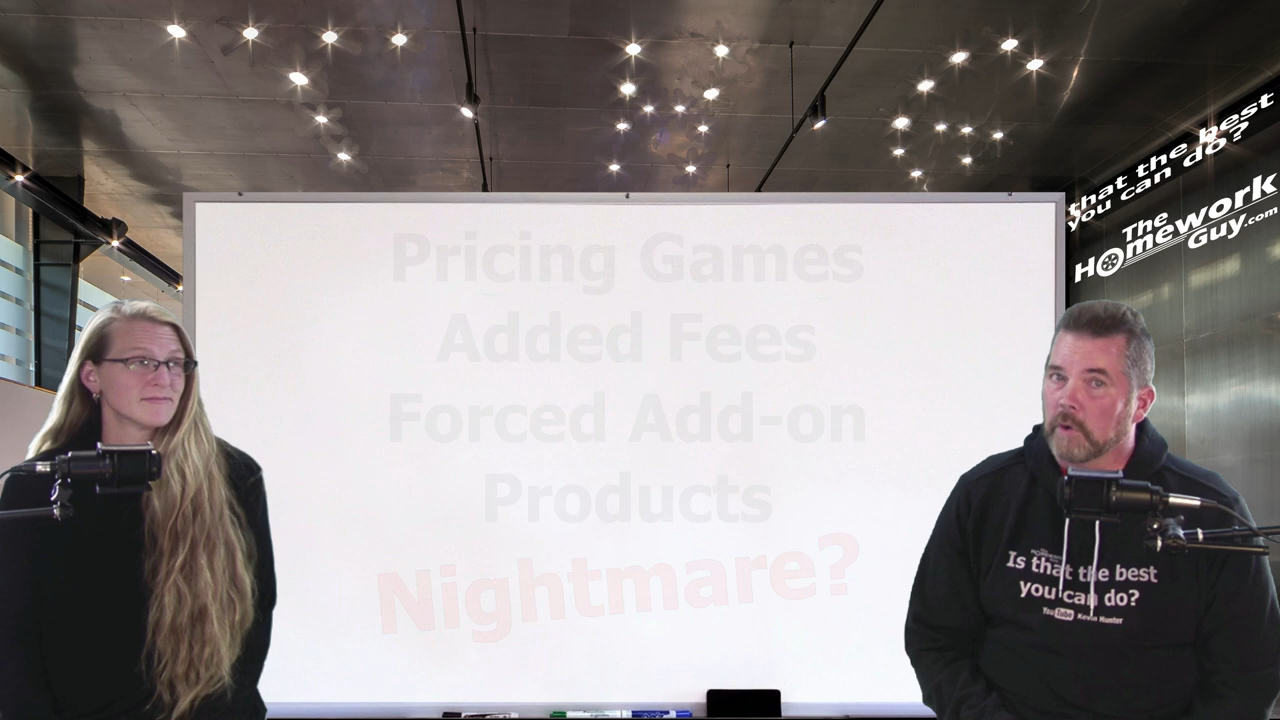 that the best
you can do?
The
Homework
Guy.com
Pricing Games
Added Fees
Forced Add-on
Products
Nightmare?
Is that the best
you can do?
YouTube Kevin Hunter